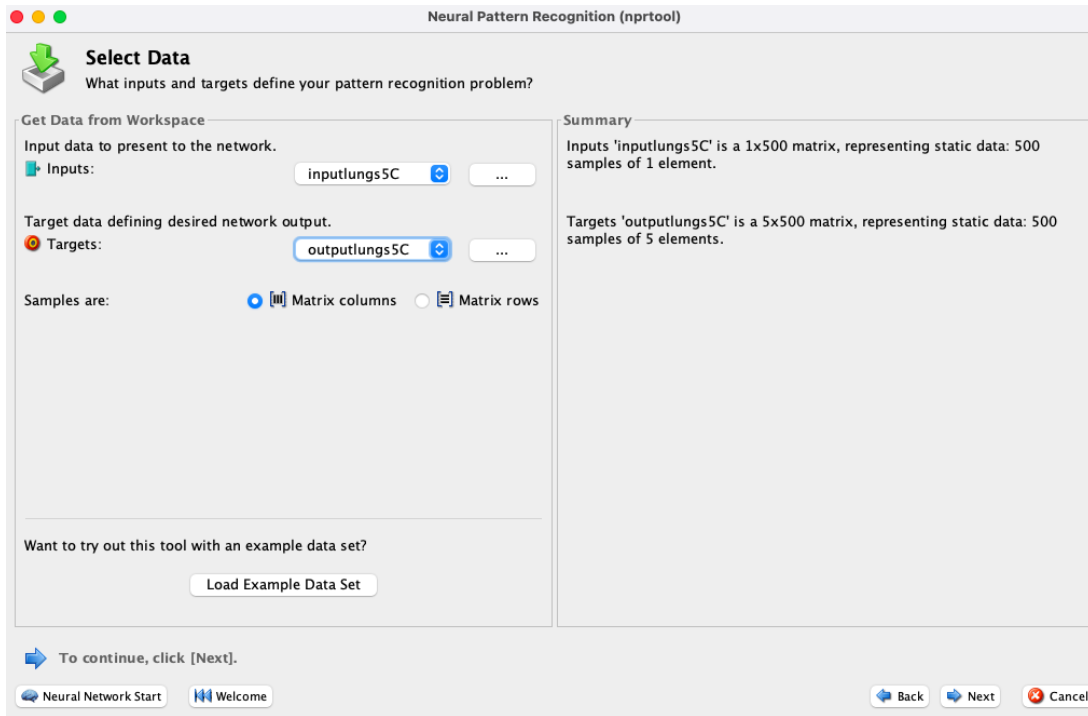 Neural Pattern Recognition (nprtool)
Select Data
What inputs and targets define your pattern recognition problem?
Get Data from Workspace
Input data to present to the network.
Inputs:
inputlungs5C
...
Target data defining desired network output.
Targets:
outputlungs5C
...
Samples are:
Matrix columns
Matrix rows
Want to try out this tool with an example data set?
Load Example Data Set
Summary
Inputs 'inputlungs5C' is a 1x500 matrix, representing static data: 500
samples of 1 element.
Targets 'outputlungs5C' is a 5x500 matrix, representing static data: 500
samples of 5 elements.
To continue, click [Next].
Neural Network Start
Welcome
Back
Next
Cancel